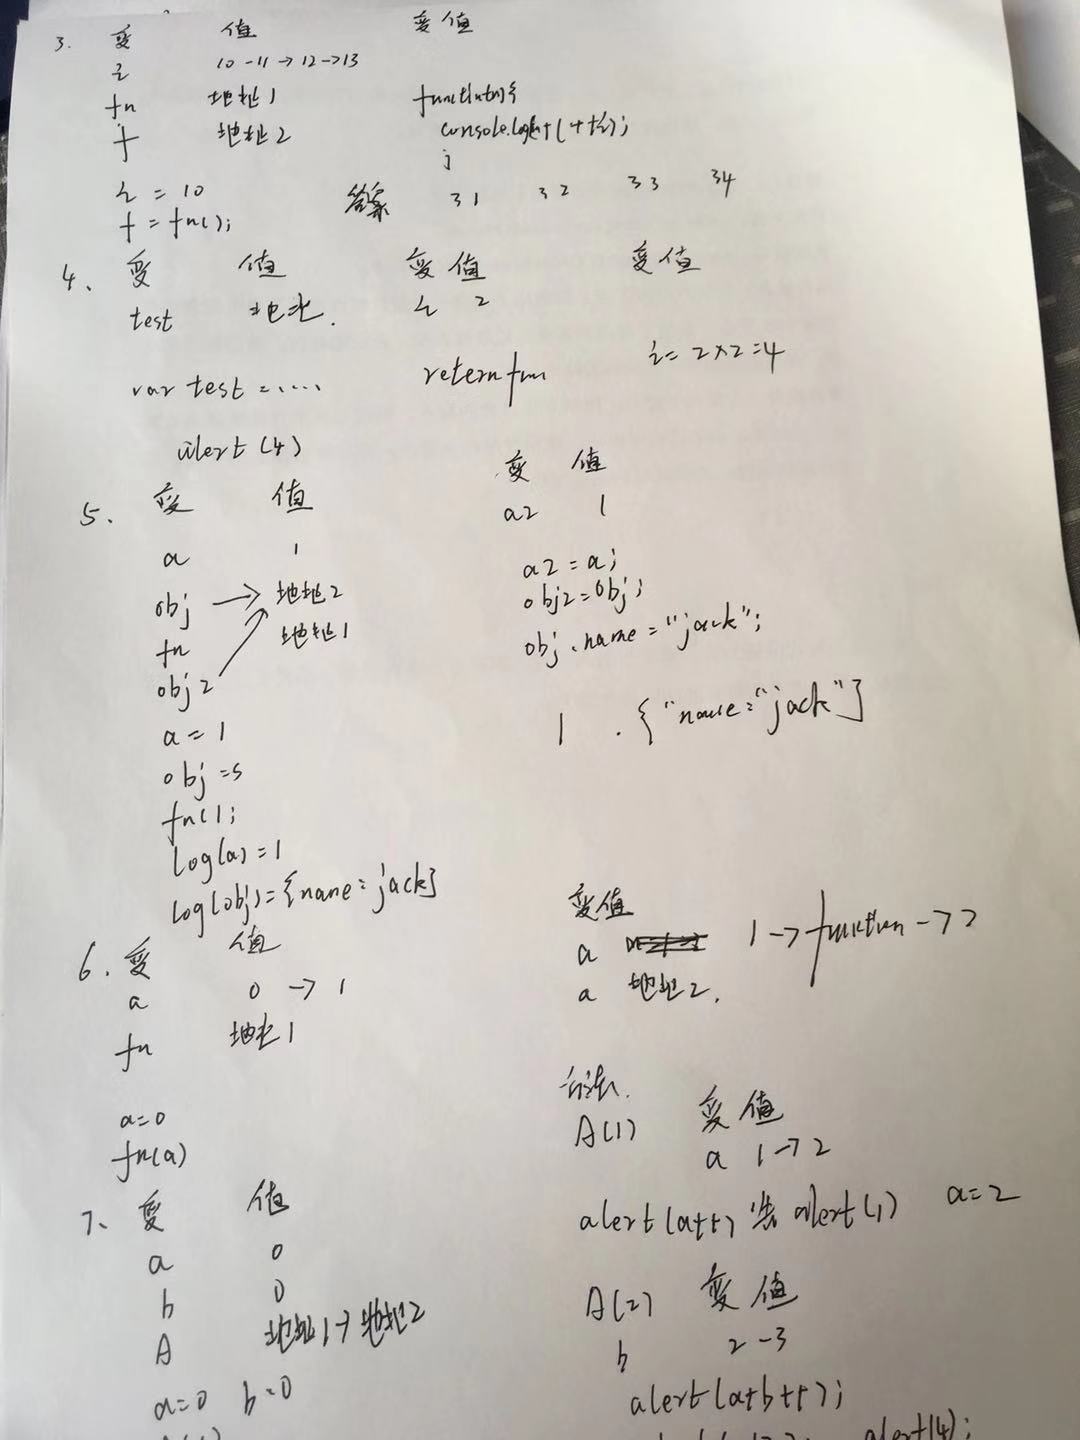 3. 变 值 变值
i 10-11→12→13
fn 地址1 function{
f 地址2 console.log(n+(++i));
}
i = 10 答案 31 32 33 34
f = fn();
4、 变 值 变值 变值
test 地址. i 2
var test = ..... return fun i = 2×2=4
alert(4)
5. 变 值 变 值
a 1 a2 1
obj → 地址2 a2 = a;
fn 地址1 obj2=obj;
obj2 obj.name = "jack";
a = 1 1 . {"name":"jack"}
obj =s
fn();
log(a) = 1
log(obj)={name: jack}
6. 变 值 变值
a 0 → 1 a 1→function→2
fn 地址1 a 地址2.
a=0
fn(a)
A(1) 变 值
a 1→2
7、 变 值 alert(a++) alert(1) a=2
a 0
b 0 A(2) 变 值
A 地址1→地址2 b 2-3
a=0 b=0 alert(a+b++);
alert(4);